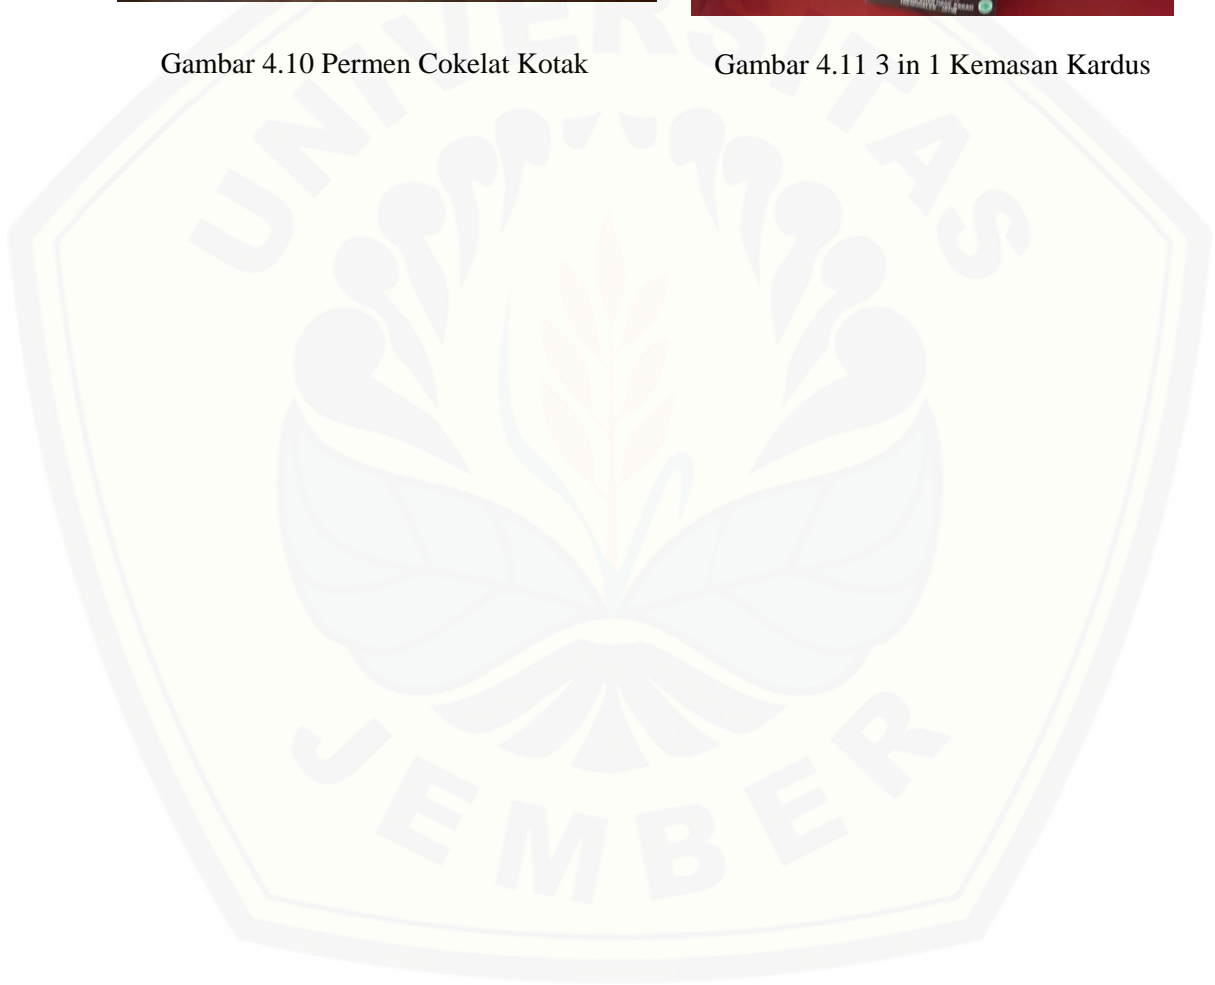 Gambar 4.10 Permen Cokelat Kotak
Gambar 4.11 3 in 1 Kemasan Kardus
UNIVERSITAS
JEMBER